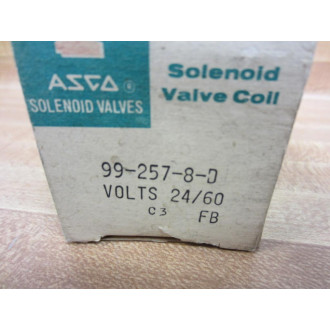 ASCO ®
SOLENOID VALVES
Solenoid
Valve Coil
99-257-8-D
VOLTS 24/60
C3 FB